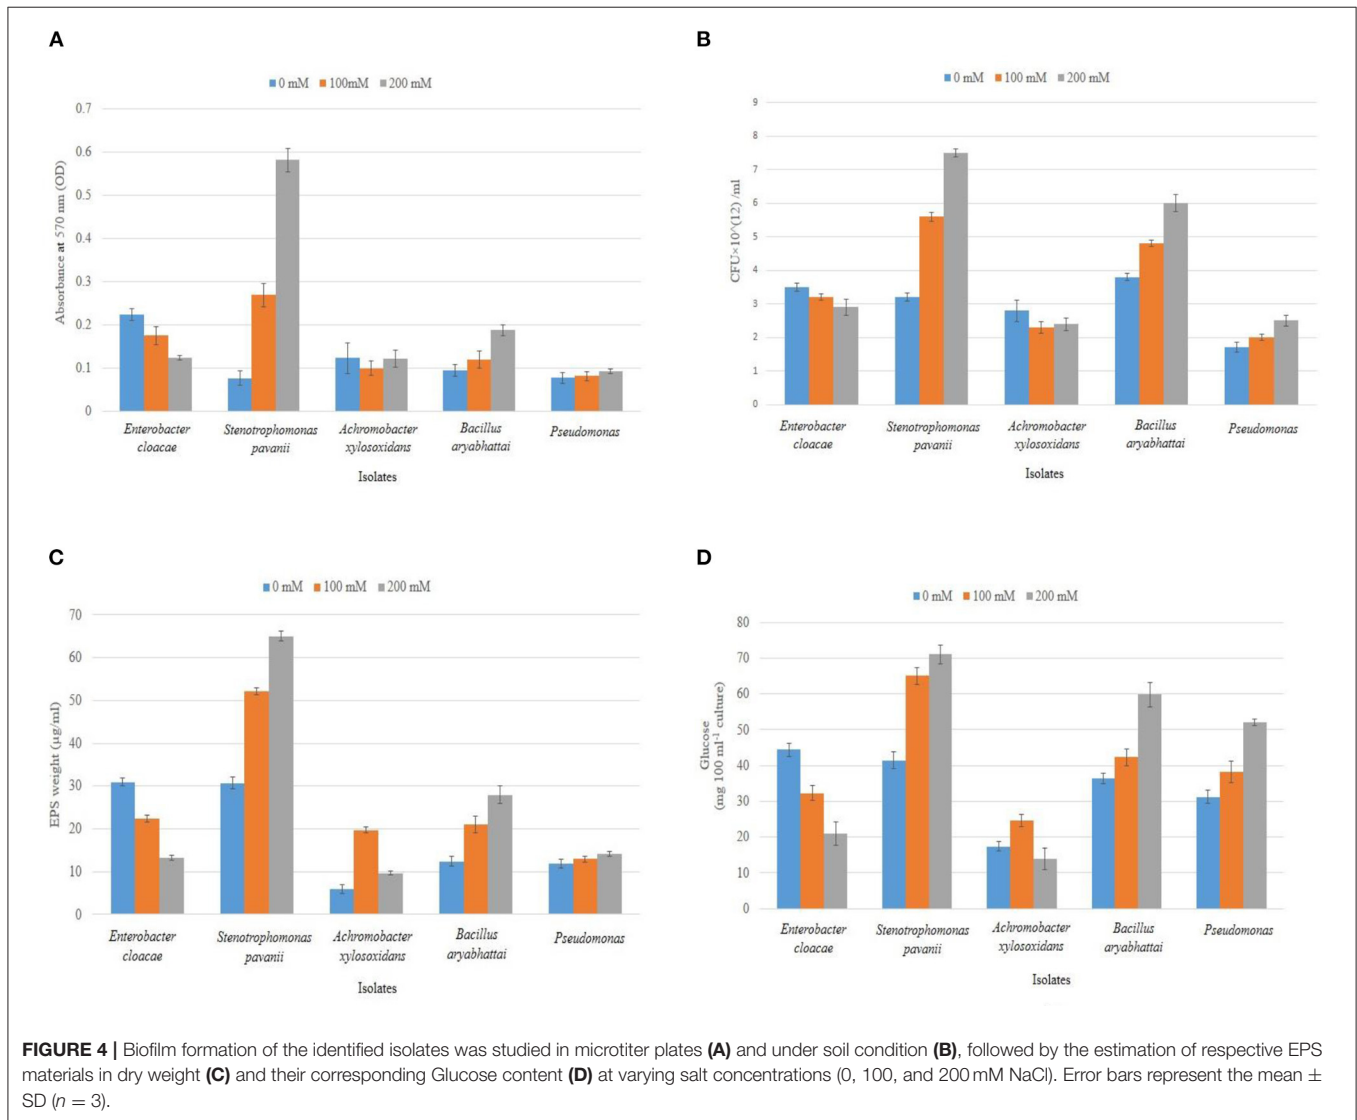 A
0 mM 100mM 200 mM
0.7
0.6
0.5
0.4
0.3
0.2
0.1
0
Absorbance at 570 nm (OD)
Enterobacter cloacae
Stenotrophomonas pavanii
Achromobacter xylosoxidans
Bacillus aryabhattai
Pseudomonas
Isolates
B
0 mM 100 mM 200 mM
9
8
7
6
5
4
3
2
1
0
CFU×10^(12) /ml
Enterobacter cloacae
Stenotrophomonas pavanii
Achromobacter xylosoxidans
Bacillus aryabhattai
Pseudomonas
Isolates
C
0 mM 100 mM 200 mM
70
60
50
40
30
20
10
0
EPS weight (µg/ml)
Enterobacter cloacae
Stenotrophomonas pavanii
Achromobacter xylosoxidans
Bacillus aryabhattai
Pseudomonas
Isolates
D
0 mM 100 mM 200 mM
80
70
60
50
40
30
20
10
0
Glucose
(mg 100 ml⁻¹ culture)
Enterobacter cloacae
Stenotrophomonas pavanii
Achromobacter xylosoxidans
Bacillus aryabhattai
Pseudomonas
Isolates
FIGURE 4 | Biofilm formation of the identified isolates was studied in microtiter plates (A) and under soil condition (B), followed by the estimation of respective EPS
materials in dry weight (C) and their corresponding Glucose content (D) at varying salt concentrations (0, 100, and 200 mM NaCl). Error bars represent the mean ±
SD (n = 3).